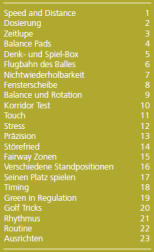 Speed and Distance 1
Dosierung 2
Zeitlupe 3
Balance Pads 4
Denk- und Spiel-Box 5
Flugbahn des Balles 6
Nichtwiederholbarkeit 7
Fensterscheibe 8
Balance und Rotation 9
Korridor Test 10
Touch 11
Stress 12
Präzision 13
Störefried 14
Fairway Zonen 15
Verschiedene Standpositionen 16
Seinen Platz spielen 17
Timing 18
Green in Regulation 19
Golf Tricks 20
Rhythmus 21
Routine 22
Ausrichten 23